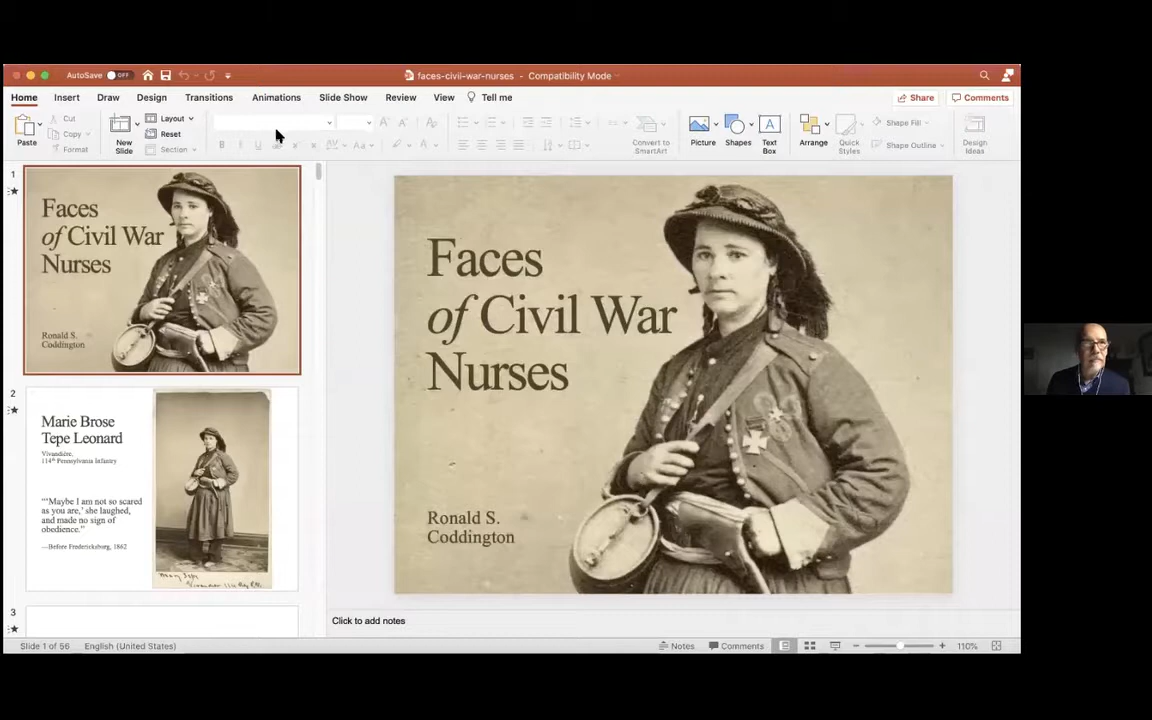 AutoSave OFF
faces-civil-war-nurses - Compatibility Mode
Home Insert Draw Design Transitions Animations Slide Show Review View Tell me Share Comments
Paste
Cut
Copy
Format
New Slide
Layout
Reset
Section
Convert to SmartArt
Picture
Shapes
Text Box
Arrange
Quick Styles
Shape Fill
Shape Outline
Design Ideas
1
Faces
of Civil War
Nurses
Ronald S.
Coddington
2
Marie Brose
Tepe Leonard
Vivandière,
114th Pennsylvania Infantry
“‘Maybe I am not so scared
as you are,’ she laughed,
and made no sign of
obedience.”
—Before Fredericksburg, 1862
3
Faces
of Civil War
Nurses
Ronald S.
Coddington
Click to add notes
Slide 1 of 56 English (United States) Notes Comments 110%